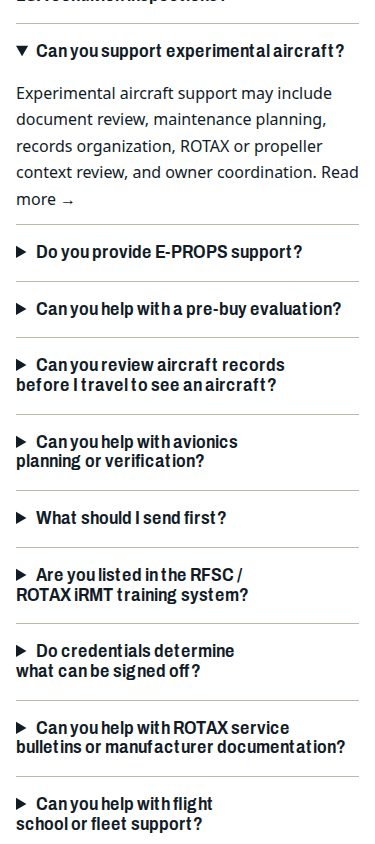 Can you support experimental aircraft?
Experimental aircraft support may include
document review, maintenance planning,
records organization, ROTAX or propeller
context review, and owner coordination. Read
more →
Do you provide E-PROPS support?
Can you help with a pre-buy evaluation?
Can you review aircraft records
before I travel to see an aircraft?
Can you help with avionics
planning or verification?
What should I send first?
Are you listed in the RFSC /
ROTAX iRMT training system?
Do credentials determine
what can be signed off?
Can you help with ROTAX service
bulletins or manufacturer documentation?
Can you help with flight
school or fleet support?